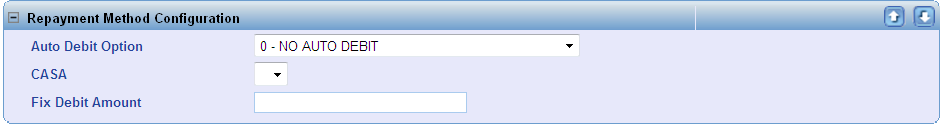 Repayment Method Configuration
Auto Debit Option 0 - NO AUTO DEBIT
CASA
Fix Debit Amount